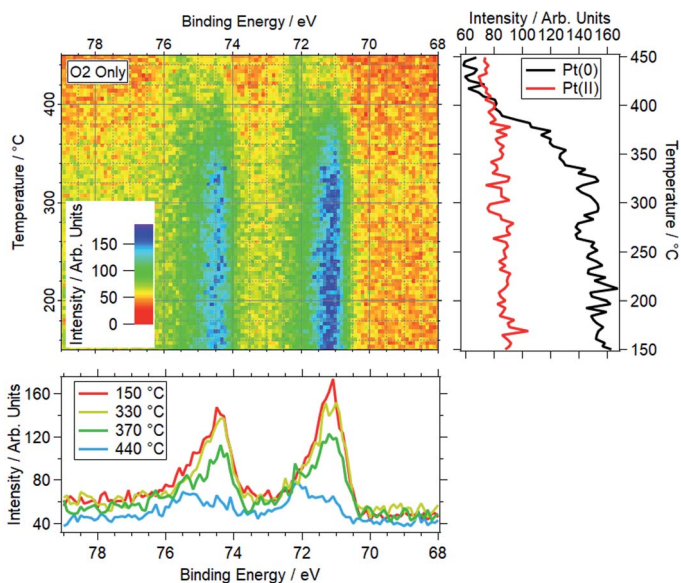 Binding Energy / eV
78 76 74 72 70 68
Intensity / Arb. Units
60 80 100 120 140 160
O2 Only
Temperature / °C
400
300
200
Intensity / Arb. Units
150
100
50
0
Pt(0)
Pt(II)
450
400
350
300
250
200
150
Temperature / °C
Intensity / Arb. Units
160
120
80
40
150 °C
330 °C
370 °C
440 °C
78 76 74 72 70 68
Binding Energy / eV